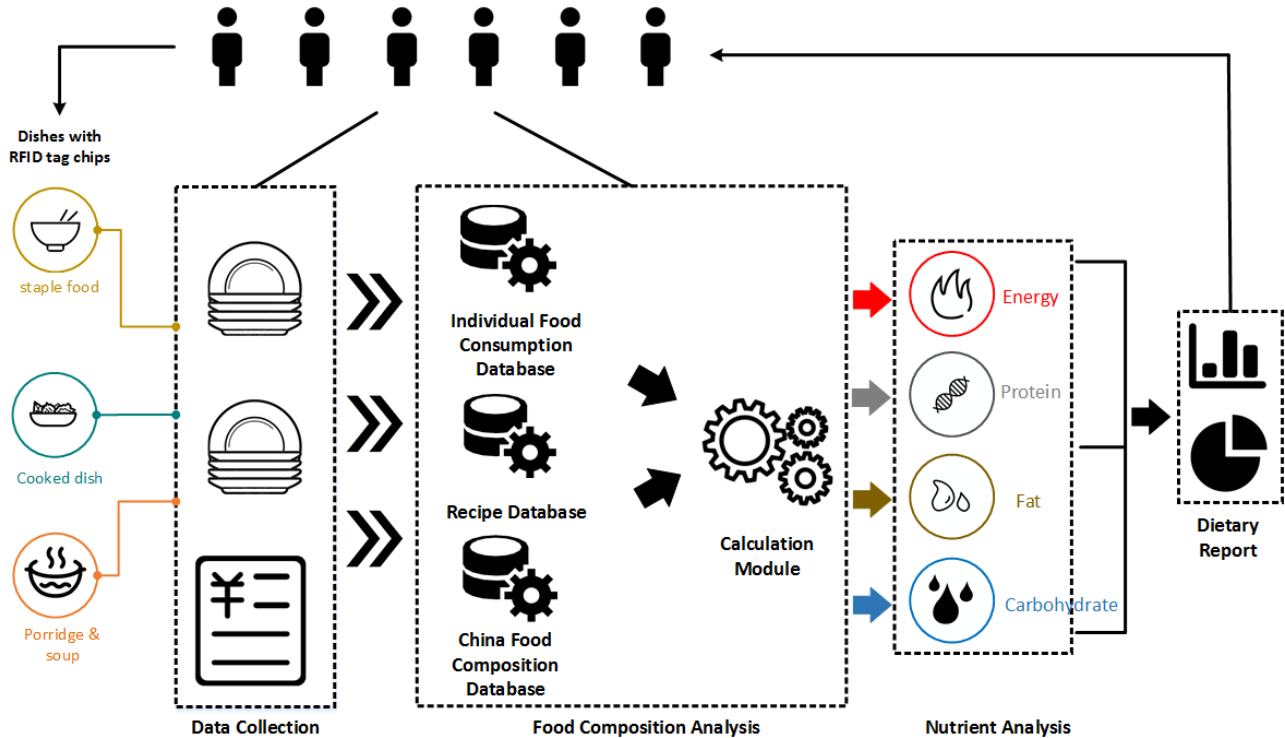 Dishes with
RFID tag chips
staple food
Cooked dish
Porridge &
soup
¥
Data Collection
Individual Food
Consumption
Database
Recipe Database
China Food
Composition
Database
Calculation
Module
Food Composition Analysis
Energy
Protein
Fat
Carbohydrate
Nutrient Analysis
Dietary
Report